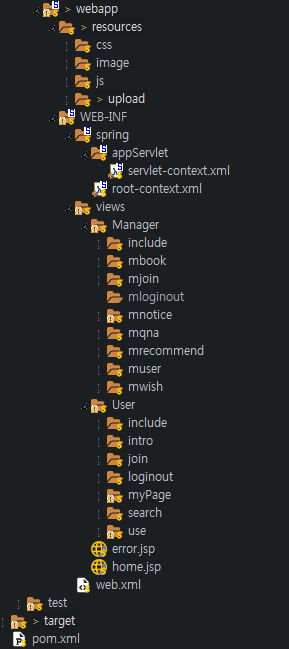 > webapp
> resources
css
image
js
> upload
WEB-INF
spring
appServlet
servlet-context.xml
root-context.xml
views
Manager
include
mbook
mjoin
mloginout
mnotice
mqna
mrecommend
muser
mwish
User
include
intro
join
loginout
myPage
search
use
error.jsp
home.jsp
web.xml
test
> target
pom.xml